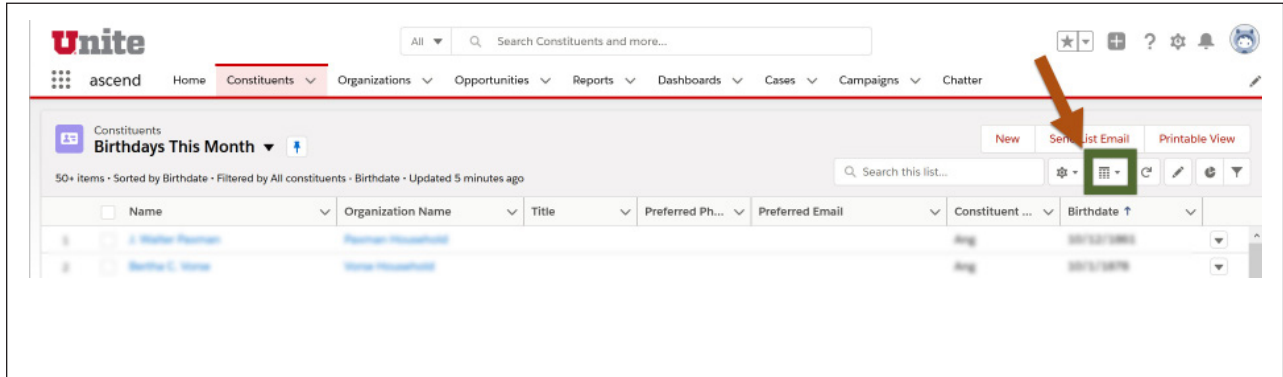 Unite
All
Search Constituents and more...
ascend Home Constituents Organizations Opportunities Reports Dashboards Cases Campaigns Chatter
Constituents
Birthdays This Month
New Send List Email Printable View
50+ items • Sorted by Birthdate • Filtered by All constituents - Birthdate • Updated 5 minutes ago
Search this list...
Name Organization Name Title Preferred Ph... Preferred Email Constituent ... Birthdate
1
2